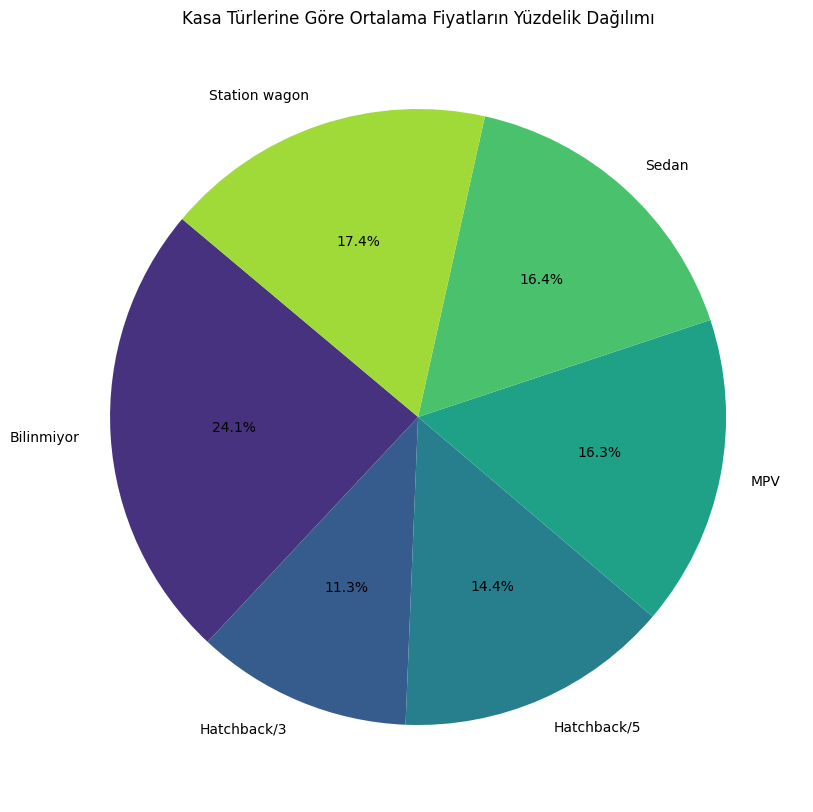 Kasa Türlerine Göre Ortalama Fiyatların Yüzdelik Dağılımı
Station wagon
Sedan
17.4%
16.4%
24.1%
Bilinmiyor
16.3%
MPV
11.3%
14.4%
Hatchback/3
Hatchback/5